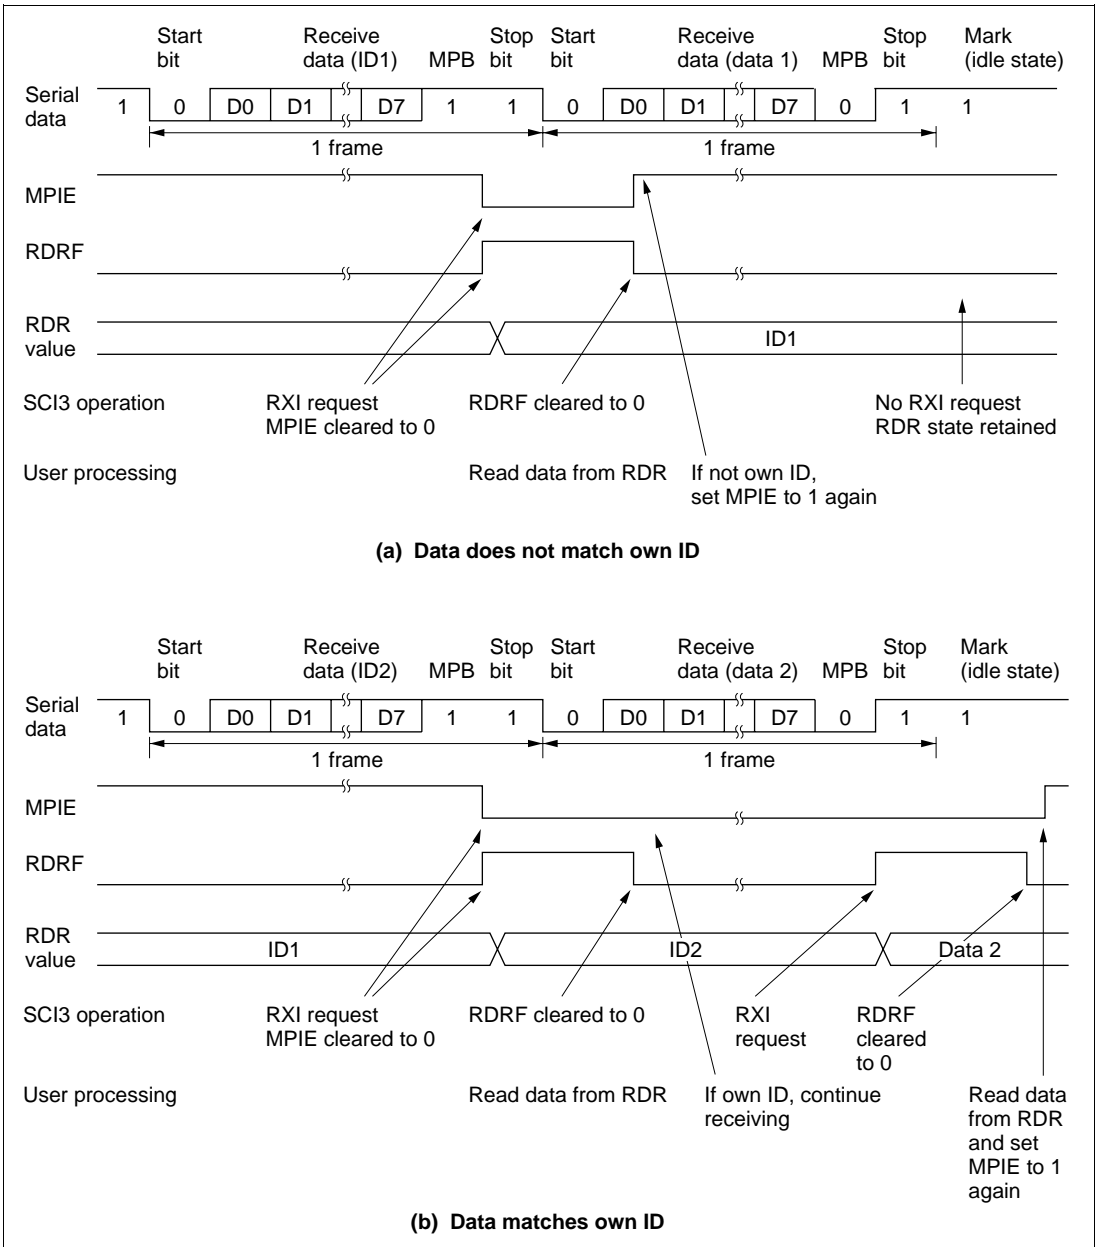 Start Receive Stop Start Receive Stop Mark
bit data (ID1) MPB bit bit data (data 1) MPB bit (idle state)
Serial
data
1 0 D0 D1 D7 1 1 0 D0 D1 D7 0 1 1
1 frame 1 frame
MPIE
RDRF
RDR
value
ID1
SCI3 operation RXI request RDRF cleared to 0 No RXI request
MPIE cleared to 0 RDR state retained
User processing Read data from RDR If not own ID,
set MPIE to 1 again
(a) Data does not match own ID
Start Receive Stop Start Receive Stop Mark
bit data (ID2) MPB bit bit data (data 2) MPB bit (idle state)
Serial
data
1 0 D0 D1 D7 1 1 0 D0 D1 D7 0 1 1
1 frame 1 frame
MPIE
RDRF
RDR
value
ID1 ID2 Data 2
SCI3 operation RXI request RDRF cleared to 0 RXI RDRF
MPIE cleared to 0 request cleared
to 0
User processing Read data from RDR If own ID, continue Read data
receiving from RDR
and set
MPIE to 1
again
(b) Data matches own ID